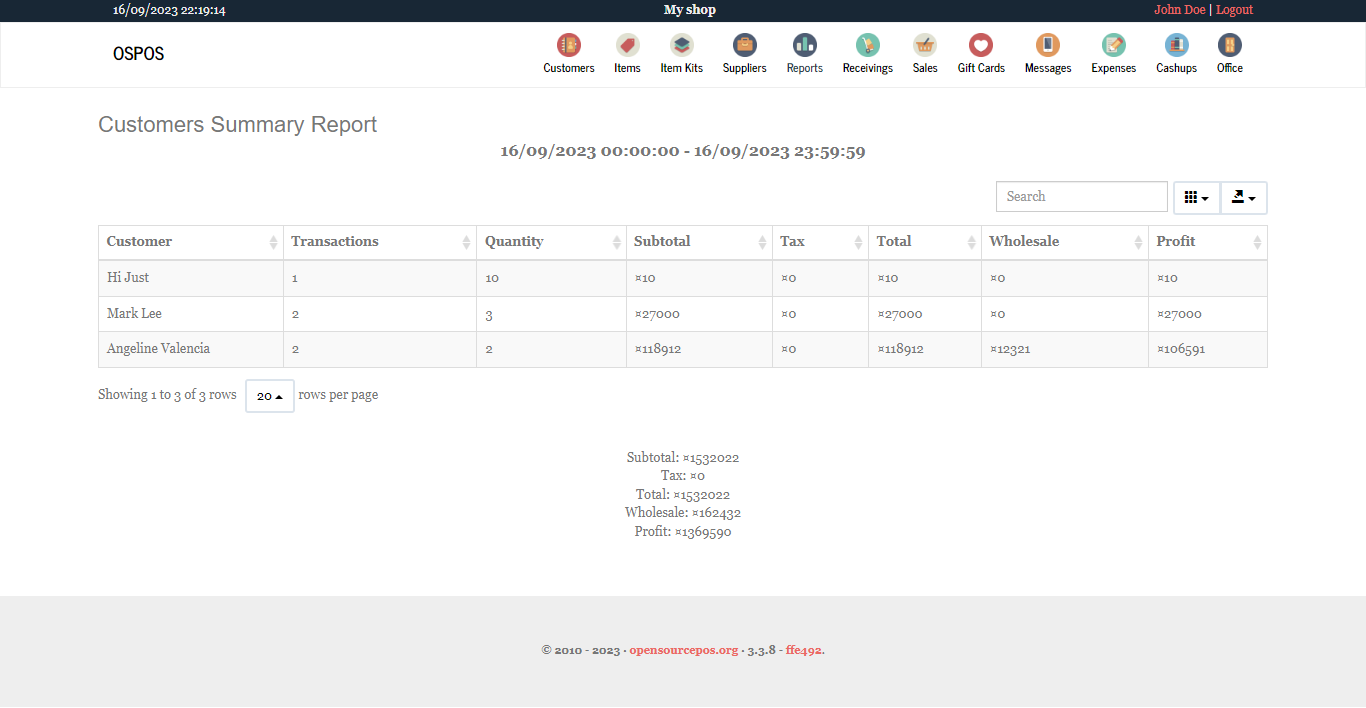 16/09/2023 22:19:14 My shop John Doe | Logout
OSPOS
Customers Items Item Kits Suppliers Reports Receivings Sales Gift Cards Messages Expenses Cashups Office
Customers Summary Report
16/09/2023 00:00:00 - 16/09/2023 23:59:59
Search
Customer Transactions Quantity Subtotal Tax Total Wholesale Profit
Hi Just 1 10 ¤10 ¤0 ¤10 ¤0 ¤10
Mark Lee 2 3 ¤27000 ¤0 ¤27000 ¤0 ¤27000
Angeline Valencia 2 2 ¤118912 ¤0 ¤118912 ¤12321 ¤106591
Showing 1 to 3 of 3 rows 20 rows per page
Subtotal: ¤1532022
Tax: ¤0
Total: ¤1532022
Wholesale: ¤162432
Profit: ¤1369590
© 2010 - 2023 · opensourcepos.org · 3.3.8 - ffe492.